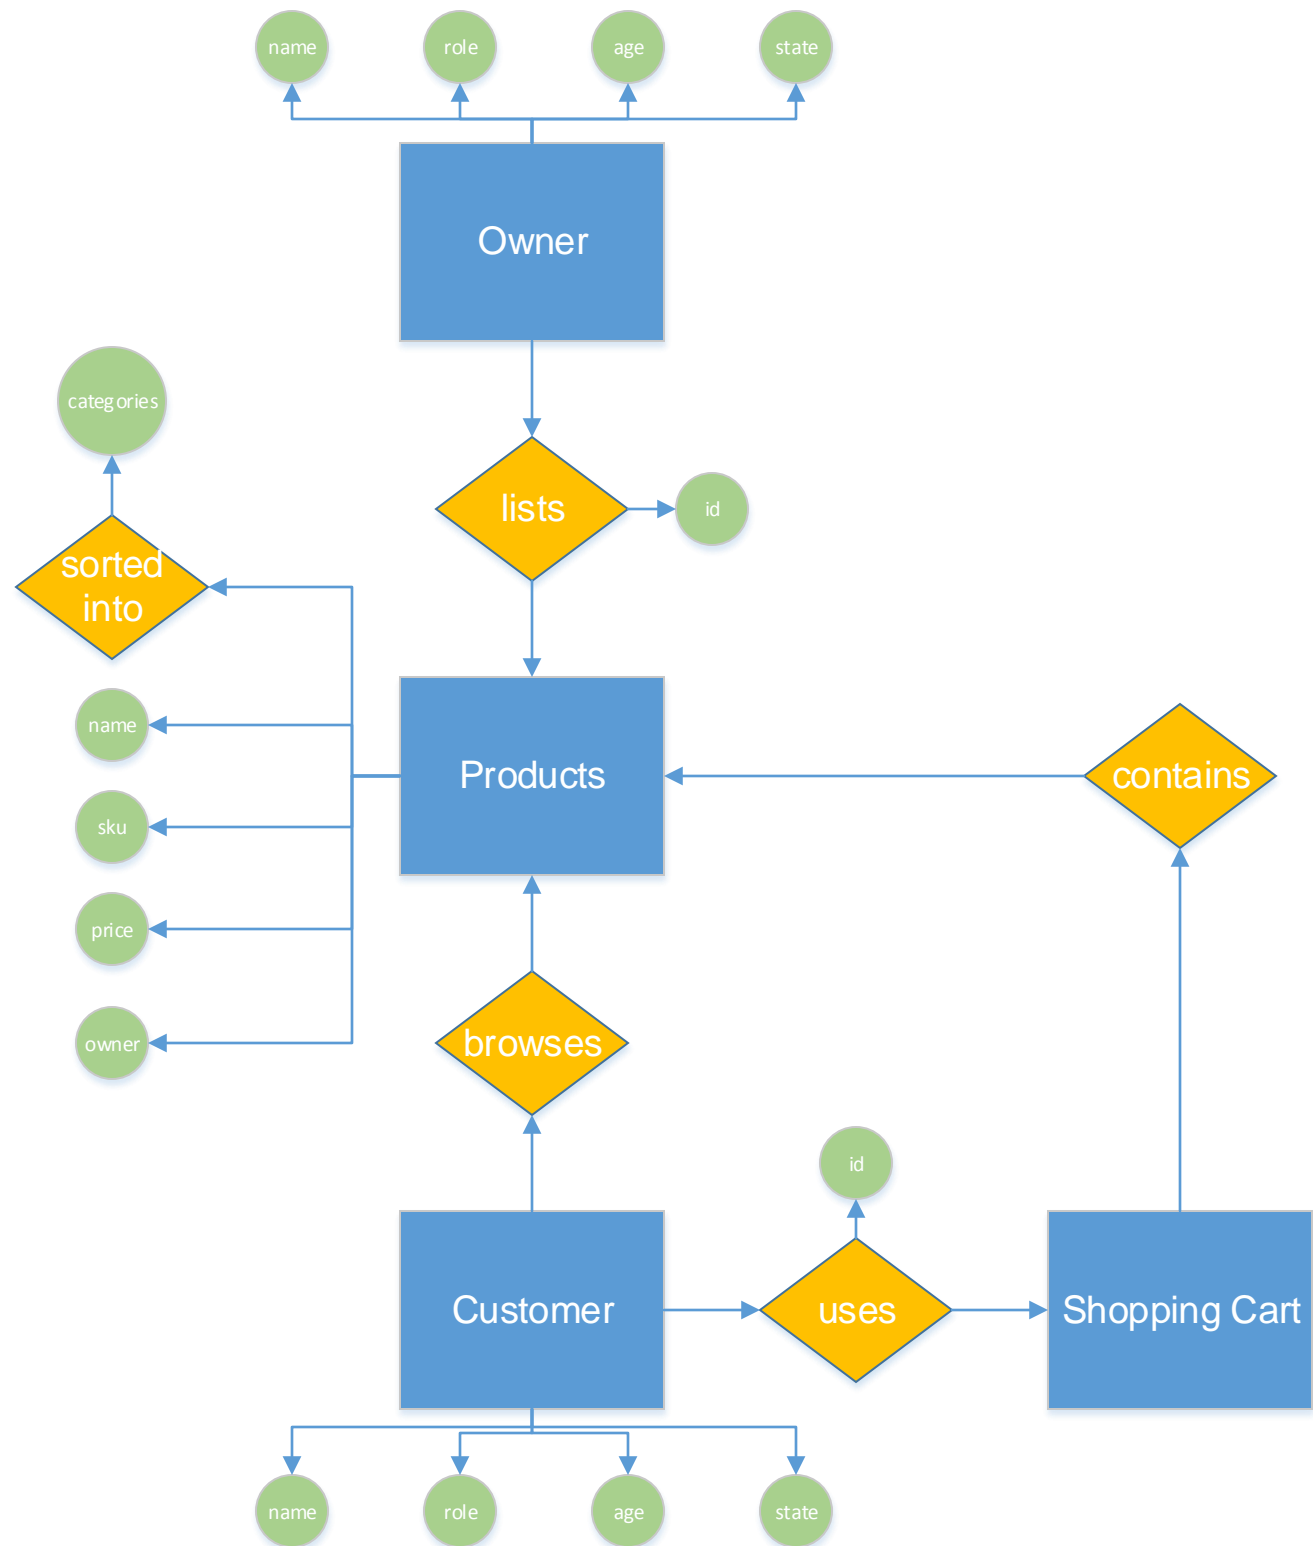 name
role
age
state
Owner
categories
lists
id
sorted
into
name
Products
contains
sku
price
owner
browses
id
Customer
uses
Shopping Cart
name
role
age
state